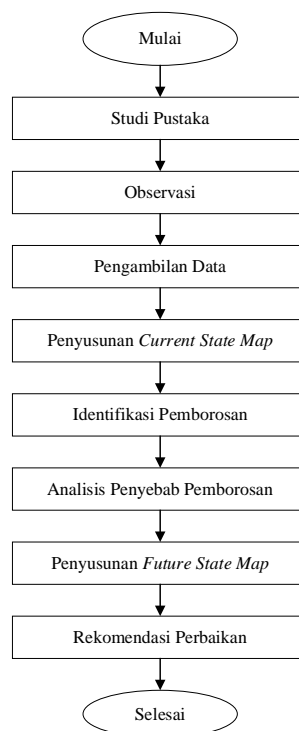 Mulai
Studi Pustaka
Observasi
Pengambilan Data
Penyusunan Current State Map
Identifikasi Pemborosan
Analisis Penyebab Pemborosan
Penyusunan Future State Map
Rekomendasi Perbaikan
Selesai